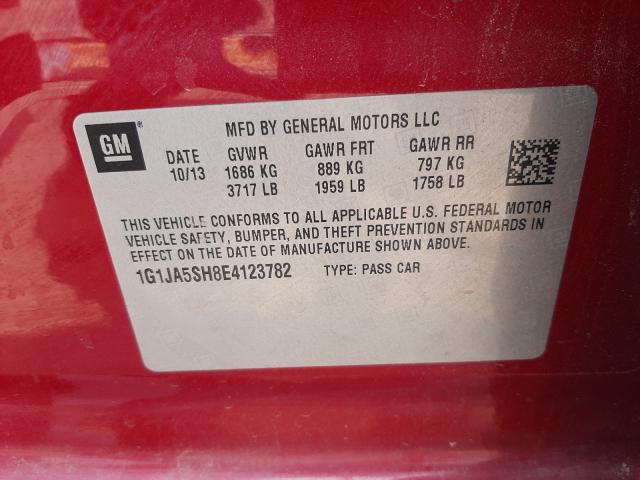 GM ®
MFD BY GENERAL MOTORS LLC
DATE GVWR GAWR FRT GAWR RR
10/13 1686 KG 889 KG 797 KG
3717 LB 1959 LB 1758 LB
THIS VEHICLE CONFORMS TO ALL APPLICABLE U.S. FEDERAL MOTOR
VEHICLE SAFETY, BUMPER, AND THEFT PREVENTION STANDARDS IN
EFFECT ON THE DATE OF MANUFACTURE SHOWN ABOVE.
1G1JA5SH8E4123782 TYPE: PASS CAR